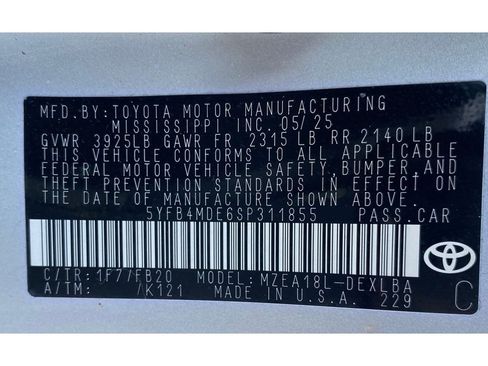 MFD. BY: TOYOTA MOTOR MANUFACTURING
MISSISSIPPI INC. 05/25
GVWR 3925LB GAWR FR 2315 LB RR 2140 LB
THIS VEHICLE CONFORMS TO ALL APPLICABLE
FEDERAL MOTOR VEHICLE SAFETY, BUMPER, AND
THEFT PREVENTION STANDARDS IN EFFECT ON THE
DATE OF MANUFACTURE SHOWN ABOVE.
5YFB4MDE6SP311855 PASS. CAR
C/TR: 1F7/FB20 MODEL: MZEA18L-DEXLBA
A/TM: /K121 MADE IN U.S.A. 229 C